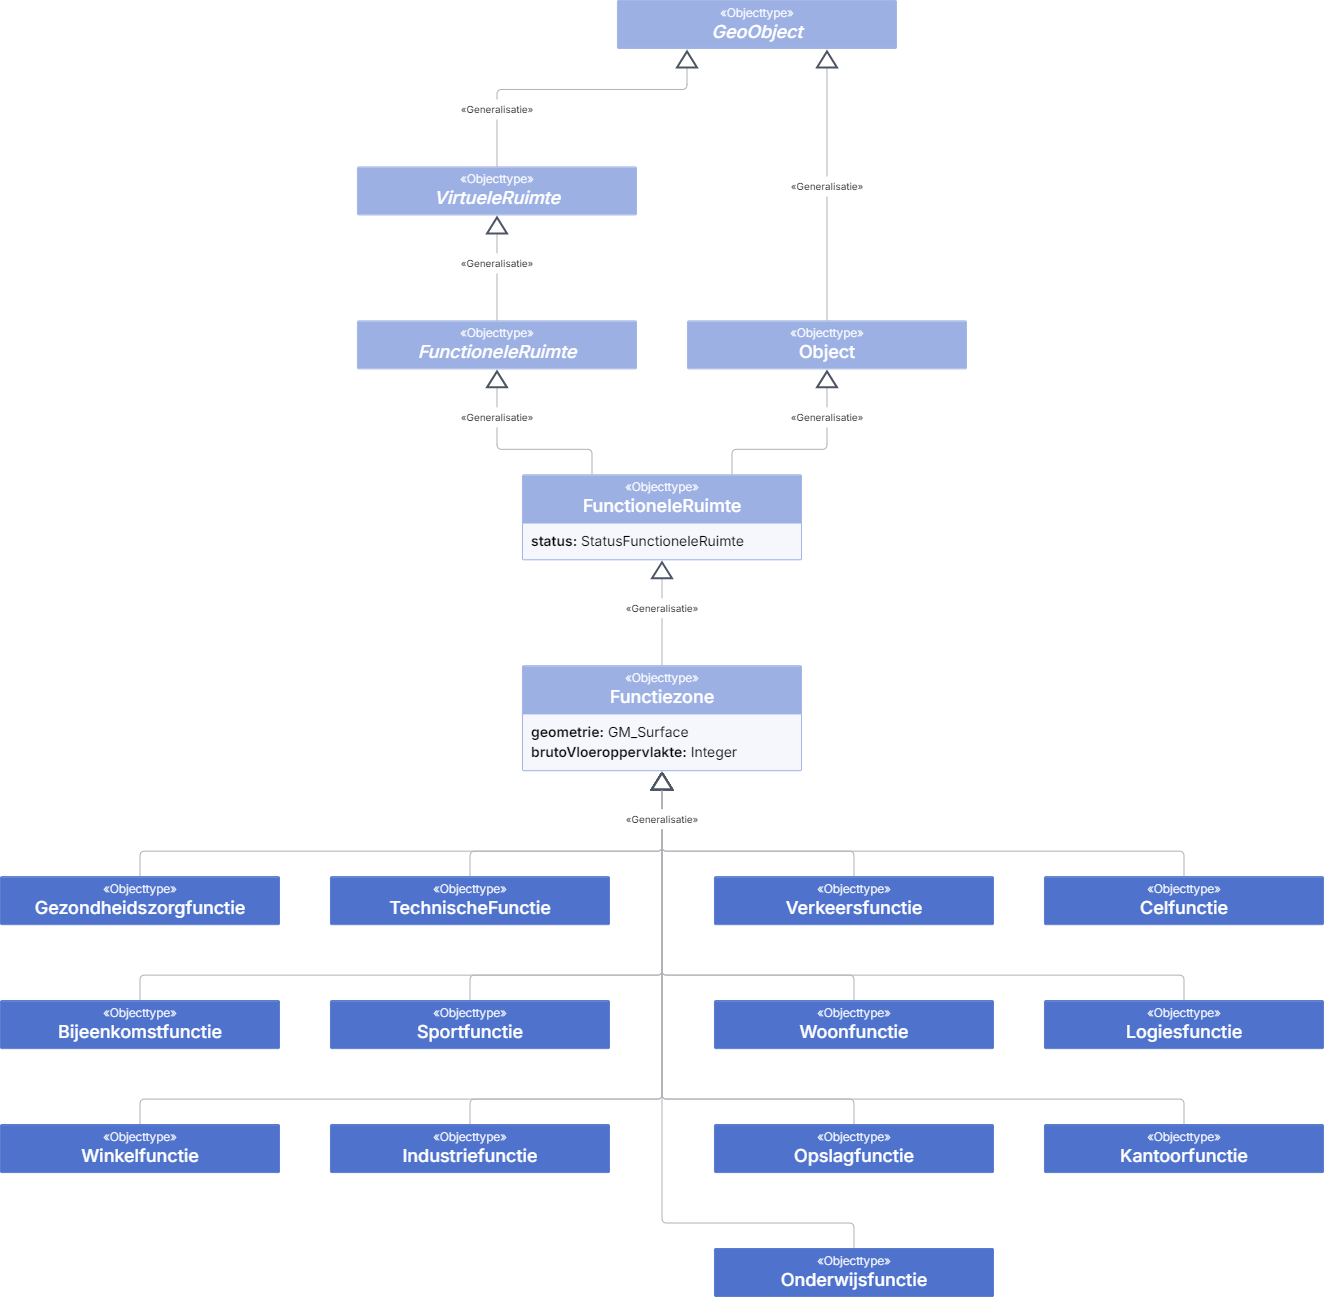 «Objecttype»
GeoObject
«Generalisatie»
«Objecttype»
VirtueleRuimte
«Generalisatie»
«Generalisatie»
«Objecttype»
FunctioneleRuimte
«Objecttype»
Object
«Generalisatie»
«Generalisatie»
«Objecttype»
FunctioneleRuimte
status: StatusFunctioneleRuimte
«Generalisatie»
«Objecttype»
Functiezone
geometrie: GM_Surface
brutoVloeroppervlakte: Integer
«Generalisatie»
«Objecttype»
Gezondheidszorgfunctie
«Objecttype»
TechnischeFunctie
«Objecttype»
Verkeersfunctie
«Objecttype»
Celfunctie
«Objecttype»
Bijeenkomstfunctie
«Objecttype»
Sportfunctie
«Objecttype»
Woonfunctie
«Objecttype»
Logiesfunctie
«Objecttype»
Winkelfunctie
«Objecttype»
Industriefunctie
«Objecttype»
Opslagfunctie
«Objecttype»
Kantoorfunctie
«Objecttype»
Onderwijsfunctie